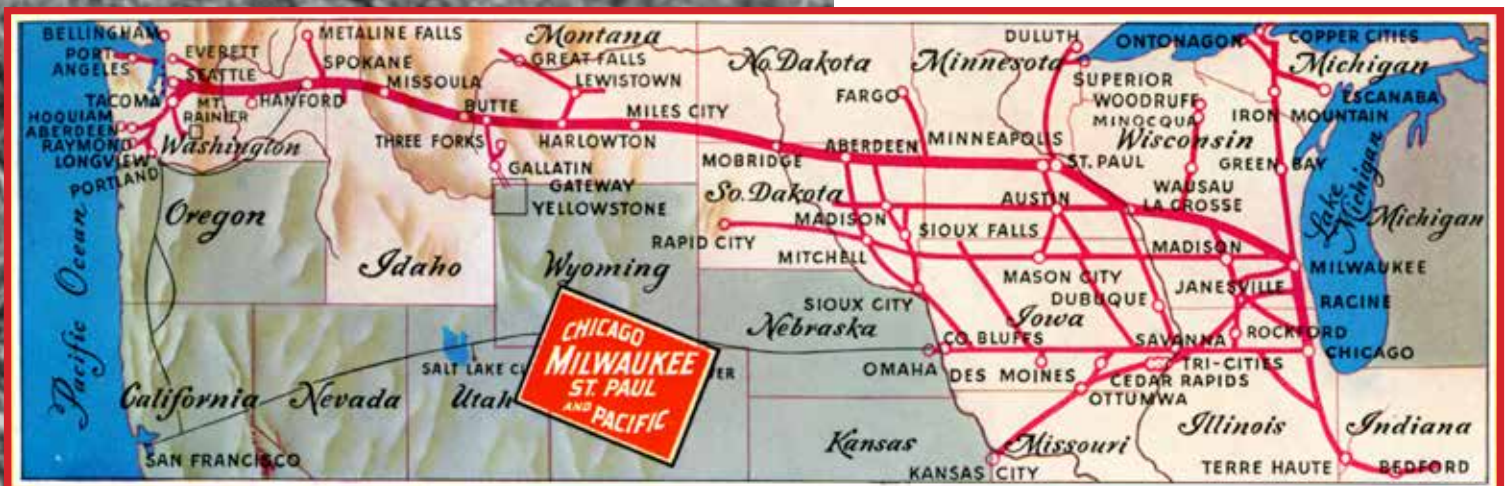 BELLINGHAM
METALINE FALLS
Montana
DULUTH
ONTONAGON
COPPER CITIES
PORT
ANGELES
EVERETT
SPOKANE
GREAT FALLS
No. Dakota
Minnesota
Michigan
SEATTLE
MISSOULA
LEWISTOWN
SUPERIOR
TACOMA
MT.
RAINIER
HANFORD
BUTTE
MILES CITY
FARGO
WOODRUFF
MINOCQUA
ESCANABA
IRON MOUNTAIN
HOQUIAM
ABERDEEN
RAYMOND
LONGVIEW
PORTLAND
Washington
THREE FORKS
HARLOWTON
MOBRIDGE
ABERDEEN
MINNEAPOLIS
ST. PAUL
Wisconsin
GREEN BAY
Lake
Michigan
GALLATIN
GATEWAY
YELLOWSTONE
So. Dakota
AUSTIN
WAUSAU
LA CROSSE
Michigan
Pacific Ocean
Oregon
Idaho
Wyoming
RAPID CITY
MADISON
MITCHELL
SIOUX FALLS
MASON CITY
MADISON
MILWAUKEE
SIOUX CITY
DUBUQUE
JANESVILLE
RACINE
Nebraska
Iowa
CO. BLUFFS
SAVANNA
ROCKFORD
CHICAGO
OMAHA
DES MOINES
TRI-CITIES
CEDAR RAPIDS
OTTUMWA
California
Nevada
SALT LAKE C
Utah
CHICAGO
MILWAUKEE
ST. PAUL
AND PACIFIC
VER
Kansas
Missouri
Illinois
Indiana
SAN FRANCISCO
KANSAS CITY
TERRE HAUTE
BEDFORD